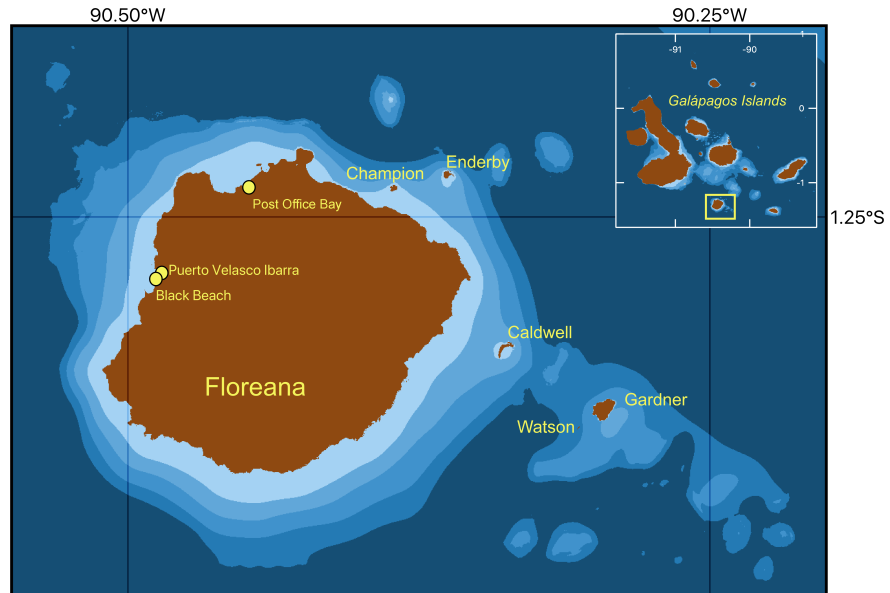 90.50°W
90.25°W
1
-91
-90
Galápagos Islands
0
-1
Enderby
Champion
Post Office Bay
1.25°S
Puerto Velasco Ibarra
Black Beach
Caldwell
Floreana
Gardner
Watson